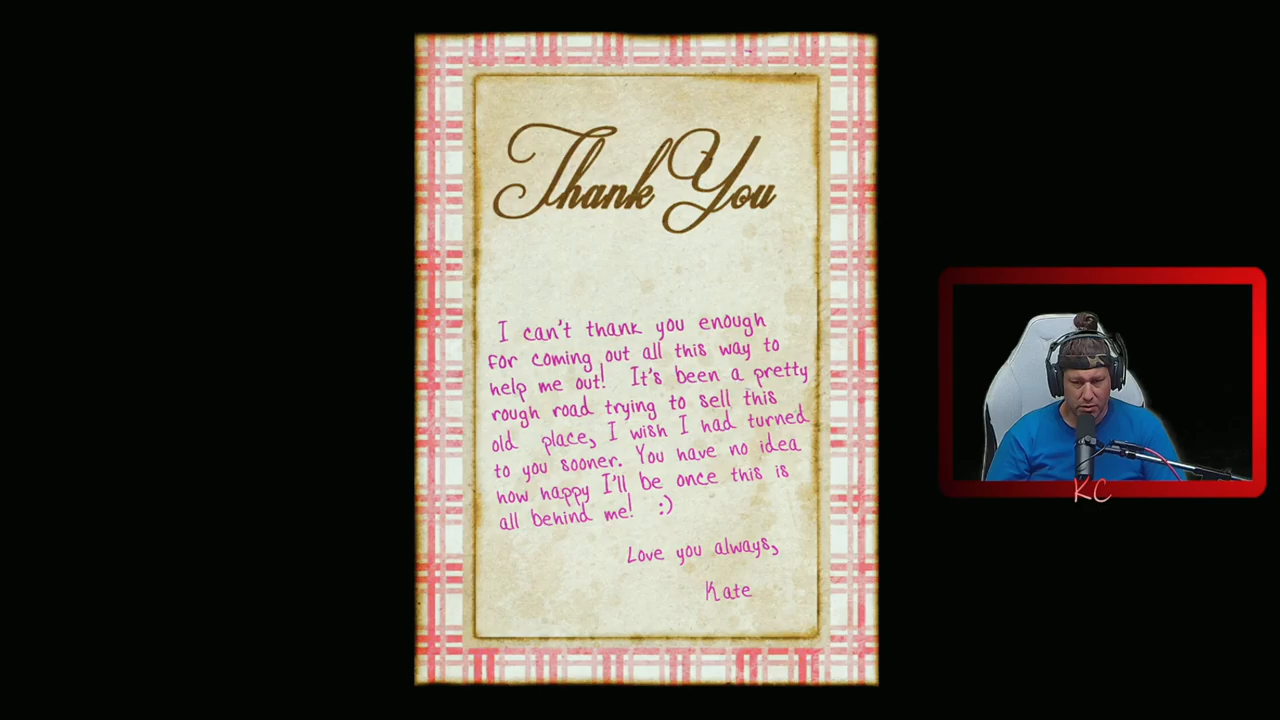 Thank You
I can't thank you enough
for coming out all this way to
help me out! It's been a pretty
rough road trying to sell this
old place, I wish I had turned
to you sooner. You have no idea
how happy I'll be once this is
all behind me! :)
Love you always,
Kate
KC